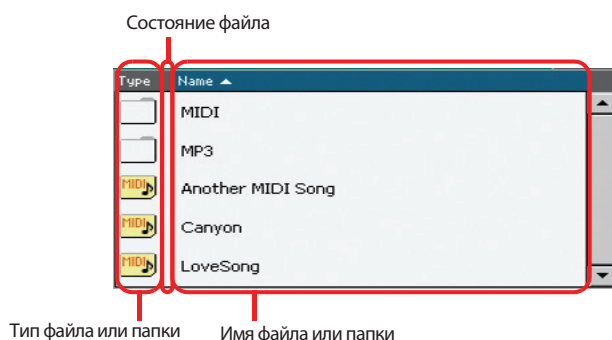 Состояние файла
Type Name ▲
MIDI
MP3
MIDI Another MIDI Song
MIDI Canyon
MIDI LoveSong
Тип файла или папки Имя файла или папки